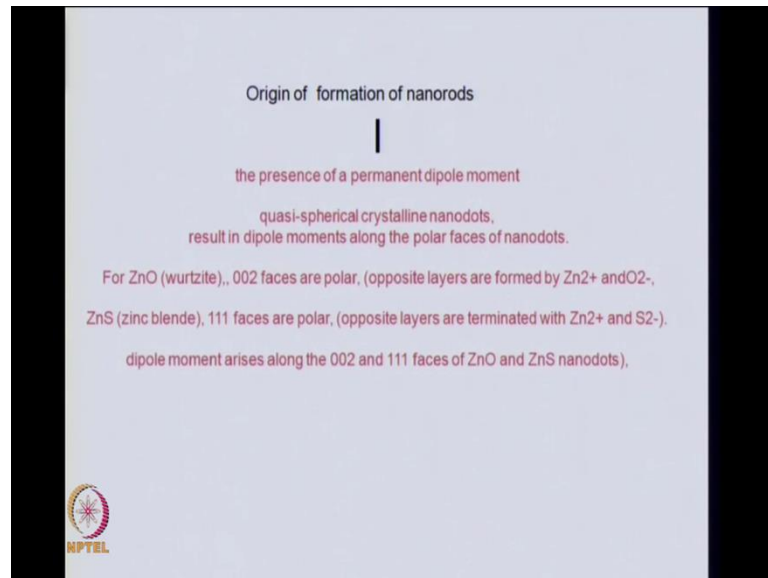 Origin of formation of nanorods
the presence of a permanent dipole moment
quasi-spherical crystalline nanodots,
result in dipole moments along the polar faces of nanodots.
For ZnO (wurtzite),, 002 faces are polar, (opposite layers are formed by Zn2+ andO2-,
ZnS (zinc blende), 111 faces are polar, (opposite layers are terminated with Zn2+ and S2-).
dipole moment arises along the 002 and 111 faces of ZnO and ZnS nanodots),
NPTEL